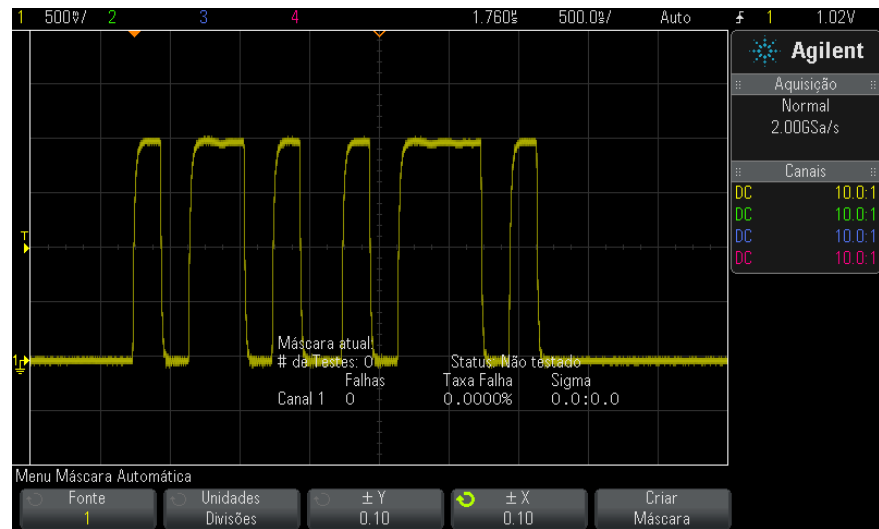 1 500V/ 2 3 4 1.760s 500.0s/ Auto 1 1.02V
Agilent
Aquisição
Normal
2.00GSa/s
Canais
DC 10.0:1
DC 10.0:1
DC 10.0:1
DC 10.0:1
T
1
Máscara atual:
# de Testes: 0 Status: Não testado
Falhas Taxa Falha Sigma
Canal 1 0 0.0000% 0.0:0.0
Menu Máscara Automática
Fonte Unidades ± Y ± X Criar
1 Divisões 0.10 0.10 Máscara